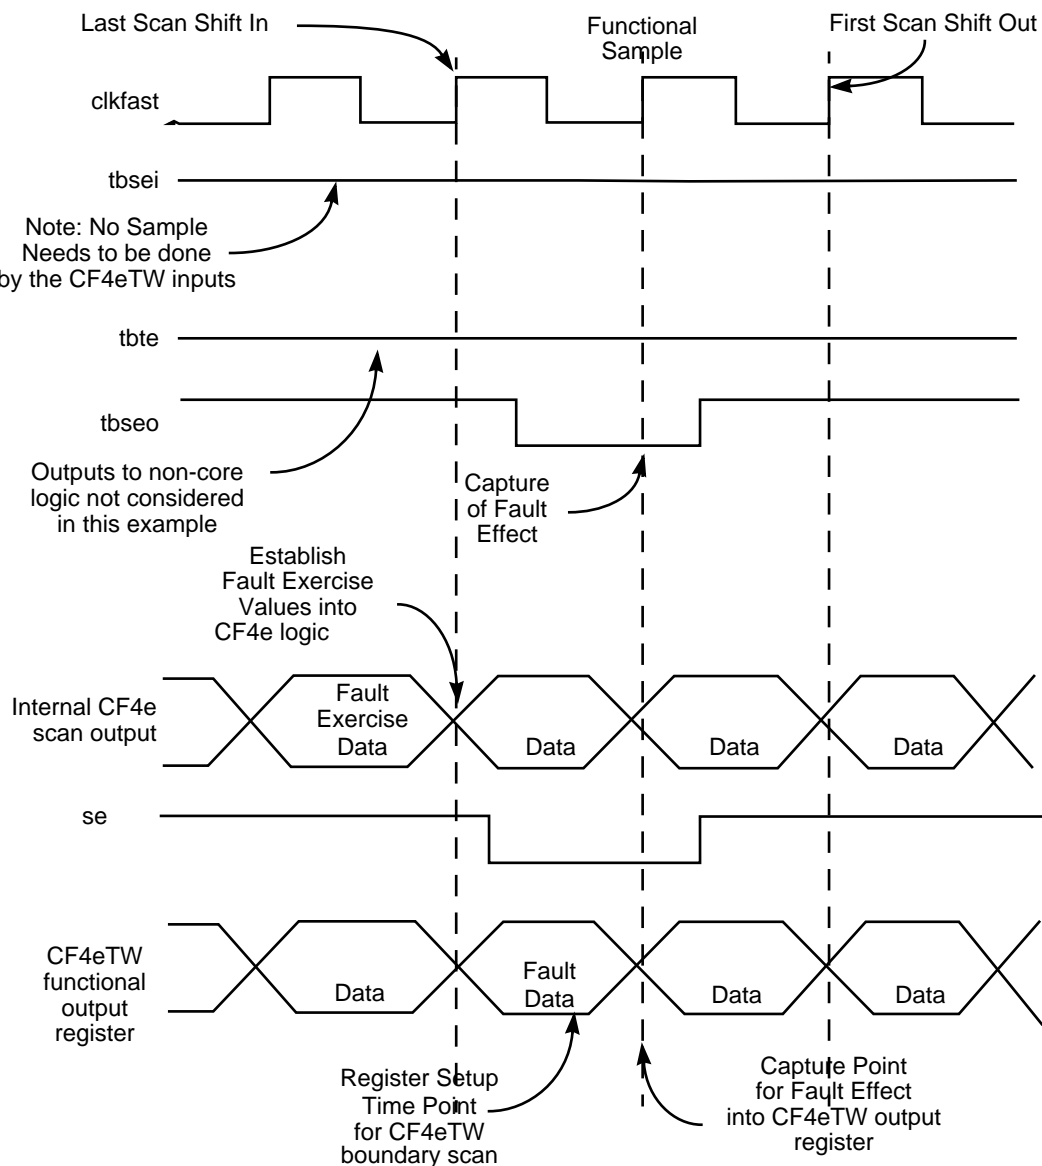 Last Scan Shift In
Functional
Sample
First Scan Shift Out
clkfast
tbsei
Note: No Sample
Needs to be done
by the CF4eTW inputs
tbte
tbseo
Outputs to non-core
logic not considered
in this example
Capture
of Fault
Effect
Establish
Fault Exercise
Values into
CF4e logic
Internal CF4e
scan output
Fault
Exercise
Data
Data
Data
Data
se
CF4eTW
functional
output
register
Data
Fault
Data
Data
Data
Register Setup
Time Point
for CF4eTW
boundary scan
Capture Point
for Fault Effect
into CF4eTW output
register